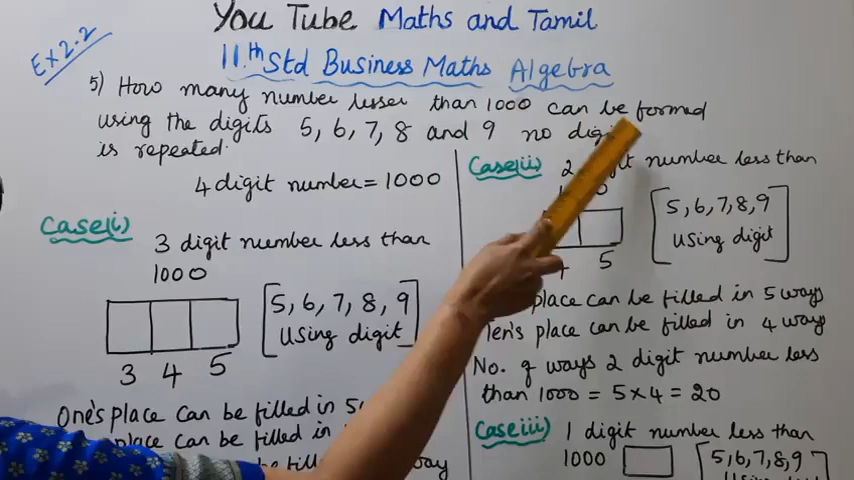 You Tube Maths and Tamil
Ex 2.2
11.th Std Business Maths Algebra
5) How many number lesser than 1000 can be formed
using the digits 5, 6, 7, 8 and 9 no
is repeated.
4 digit number = 1000
Case(i)
3 digit number less than
1000
[5, 6, 7, 8, 9
Using digit]
3 4 5
One's place can be filled in 5
place can be filled in
Case(ii) 2 number less than
[5, 6, 7, 8, 9
Using digit]
5
place can be filled in 5 ways
Ten's place can be filled in 4 ways
No. of ways 2 digit number less
than 1000 = 5 x 4 = 20
Case iii) 1 digit number less than
1000 [5, 6, 7, 8, 9